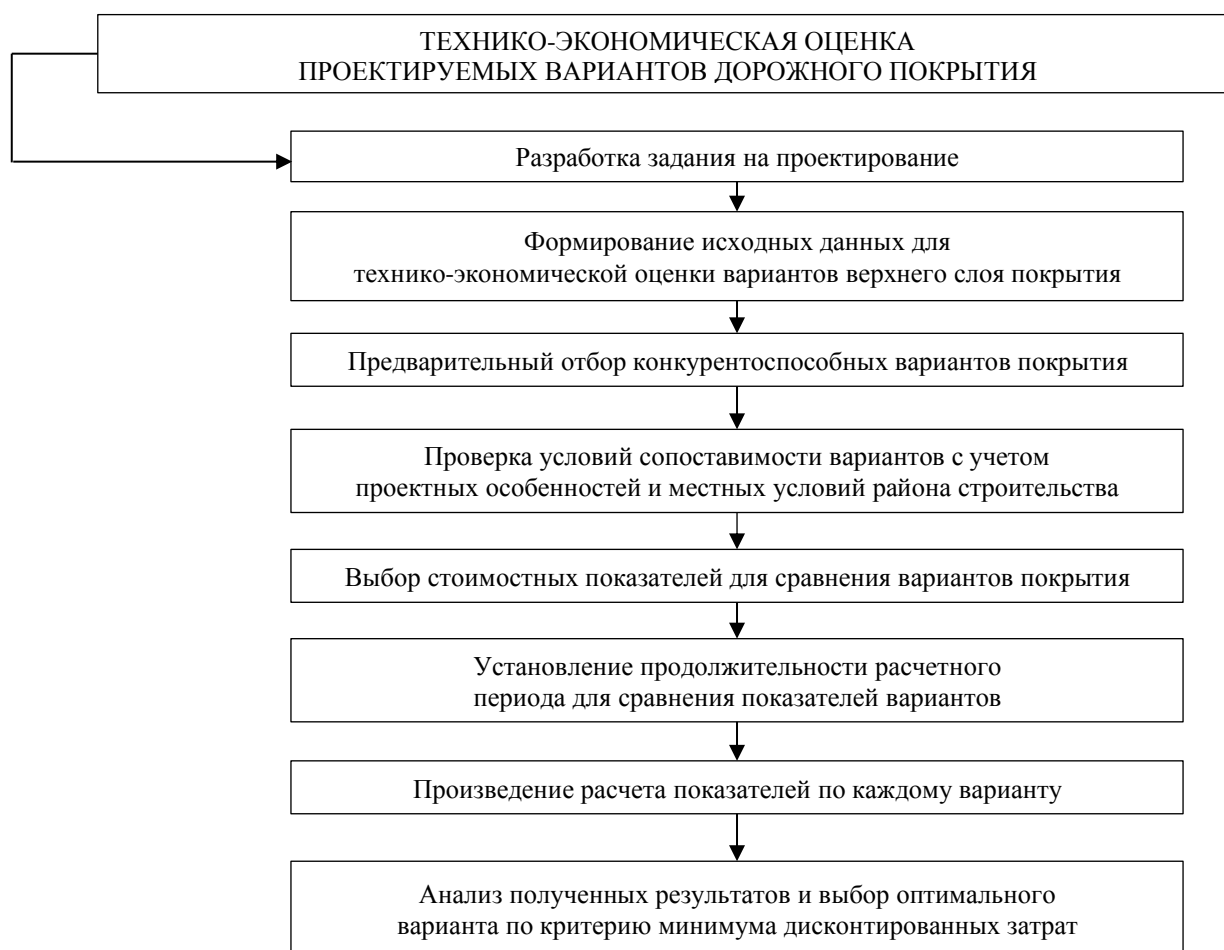 ТЕХНИКО-ЭКОНОМИЧЕСКАЯ ОЦЕНКА
ПРОЕКТИРУЕМЫХ ВАРИАНТОВ ДОРОЖНОГО ПОКРЫТИЯ
Разработка задания на проектирование
Формирование исходных данных для
технико-экономической оценки вариантов верхнего слоя покрытия
Предварительный отбор конкурентоспособных вариантов покрытия
Проверка условий сопоставимости вариантов с учетом
проектных особенностей и местных условий района строительства
Выбор стоимостных показателей для сравнения вариантов покрытия
Установление продолжительности расчетного
периода для сравнения показателей вариантов
Произведение расчета показателей по каждому варианту
Анализ полученных результатов и выбор оптимального
варианта по критерию минимума дисконтированных затрат